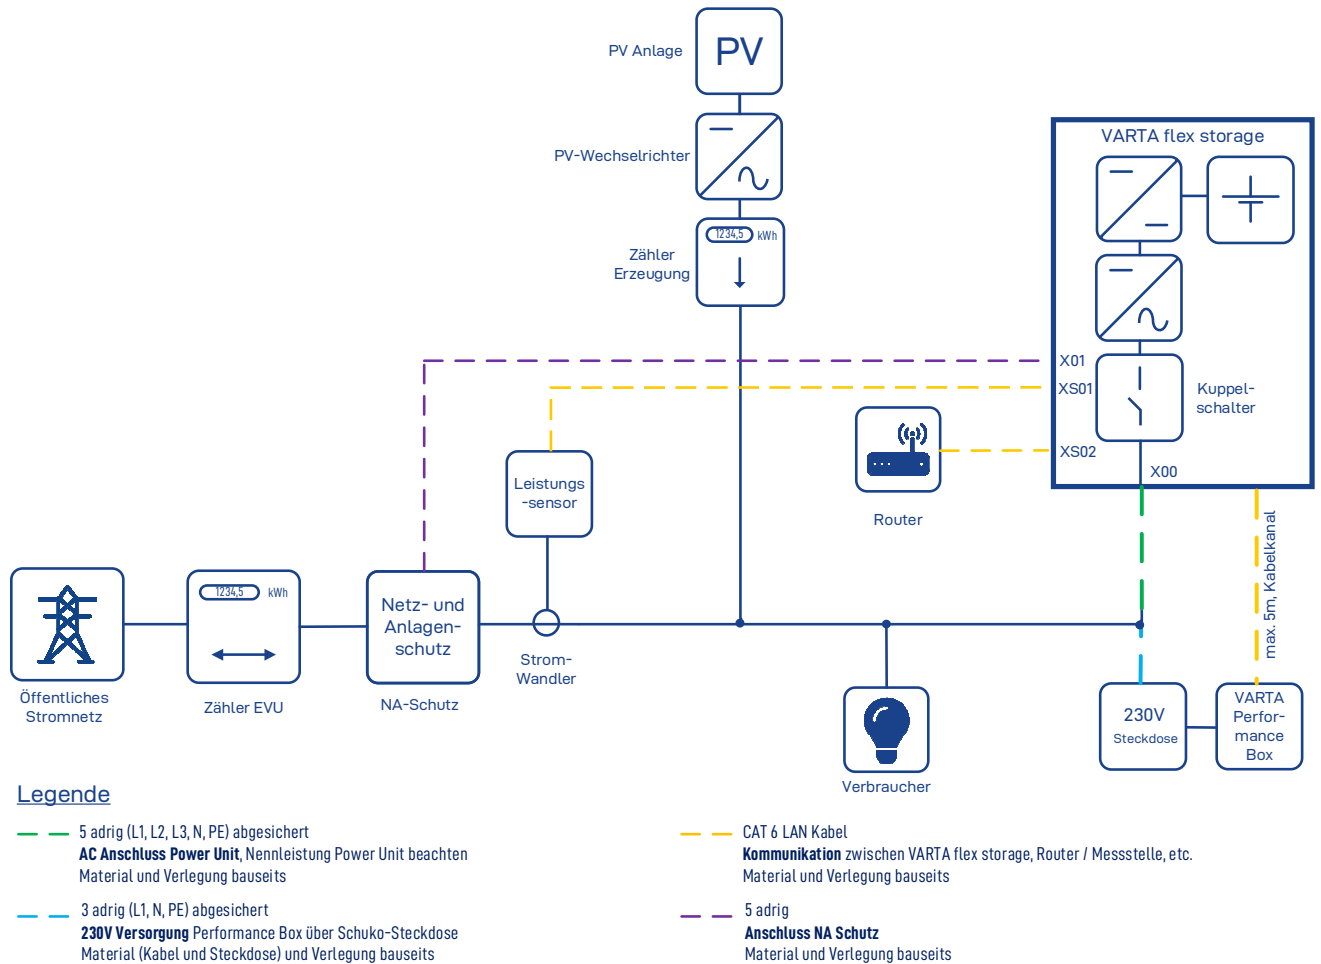 PV Anlage
PV
PV-Wechselrichter
Zähler
Erzeugung
1234,5 kWh
VARTA flex storage
X01
XS01
XS02
Kuppel-
schalter
X00
Router
Leistungs
-sensor
max. 5m, Kabelkanal
Öffentliches
Stromnetz
1234,5 kWh
Zähler EVU
Netz- und
Anlagen-
schutz
NA-Schutz
Strom-
Wandler
Verbraucher
230V
Steckdose
VARTA
Perfor-
mance
Box
Legende
5 adrig (L1, L2, L3, N, PE) abgesichert
AC Anschluss Power Unit, Nennleistung Power Unit beachten
Material und Verlegung bauseits
3 adrig (L1, N, PE) abgesichert
230V Versorgung Performance Box über Schuko-Steckdose
Material (Kabel und Steckdose) und Verlegung bauseits
CAT 6 LAN Kabel
Kommunikation zwischen VARTA flex storage, Router / Messstelle, etc.
Material und Verlegung bauseits
5 adrig
Anschluss NA Schutz
Material und Verlegung bauseits